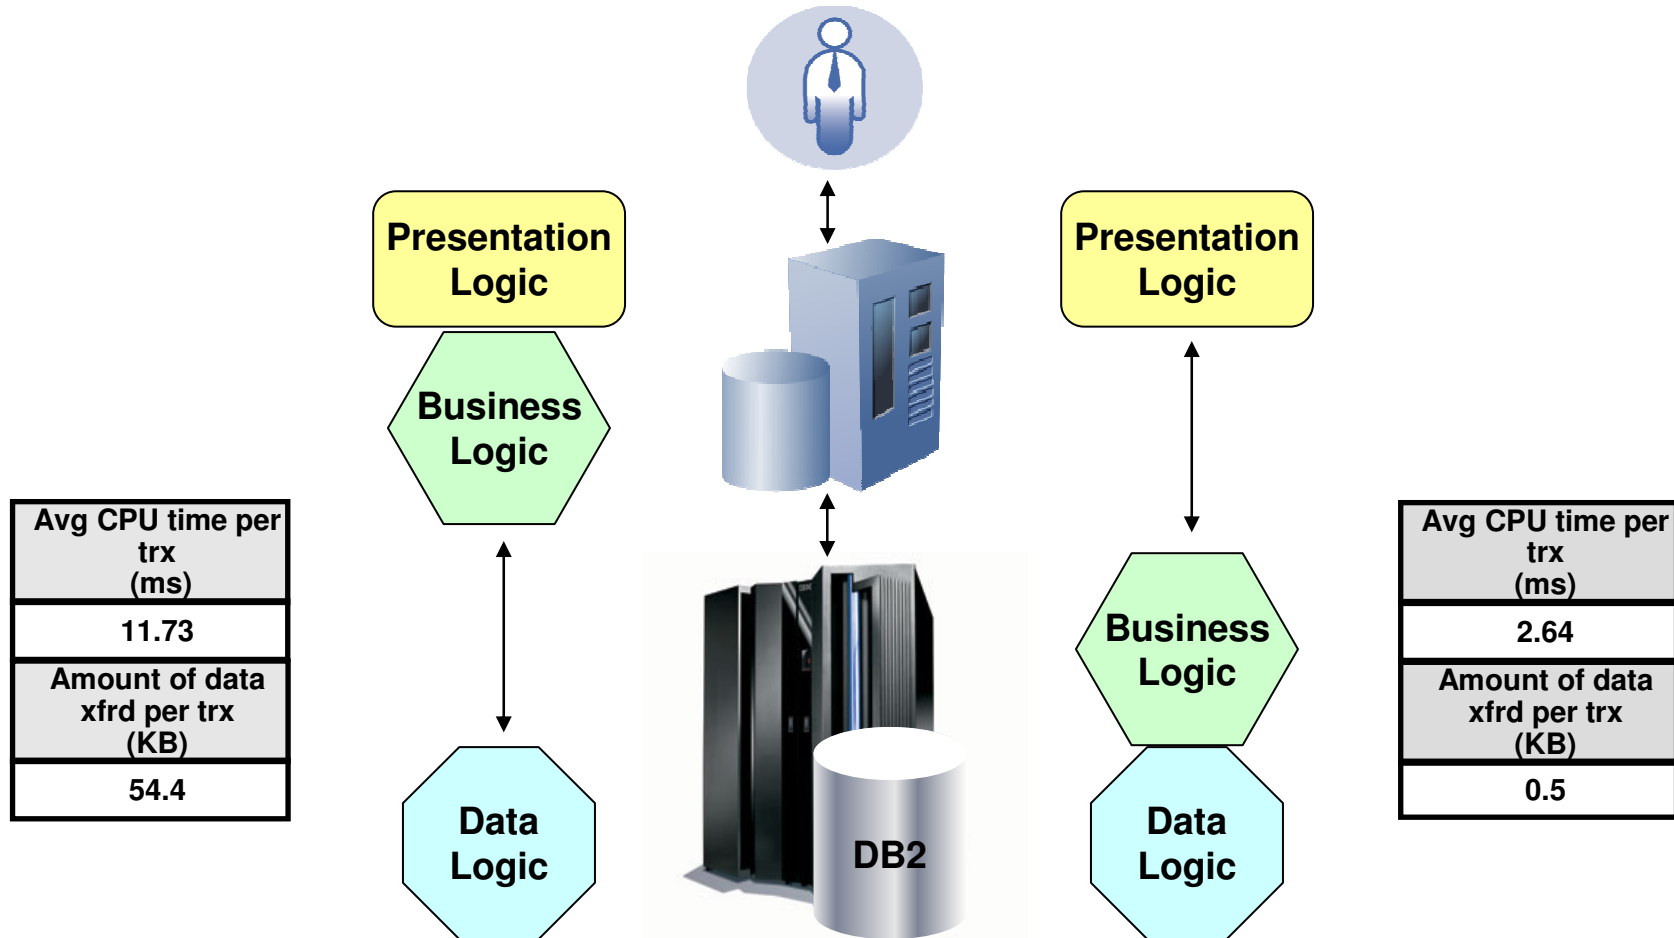 Presentation
Logic
Business
Logic
Avg CPU time per
trx
(ms)
11.73
Amount of data
xfrd per trx
(KB)
54.4
Data
Logic
DB2
Presentation
Logic
Business
Logic
Data
Logic
Avg CPU time per
trx
(ms)
2.64
Amount of data
xfrd per trx
(KB)
0.5